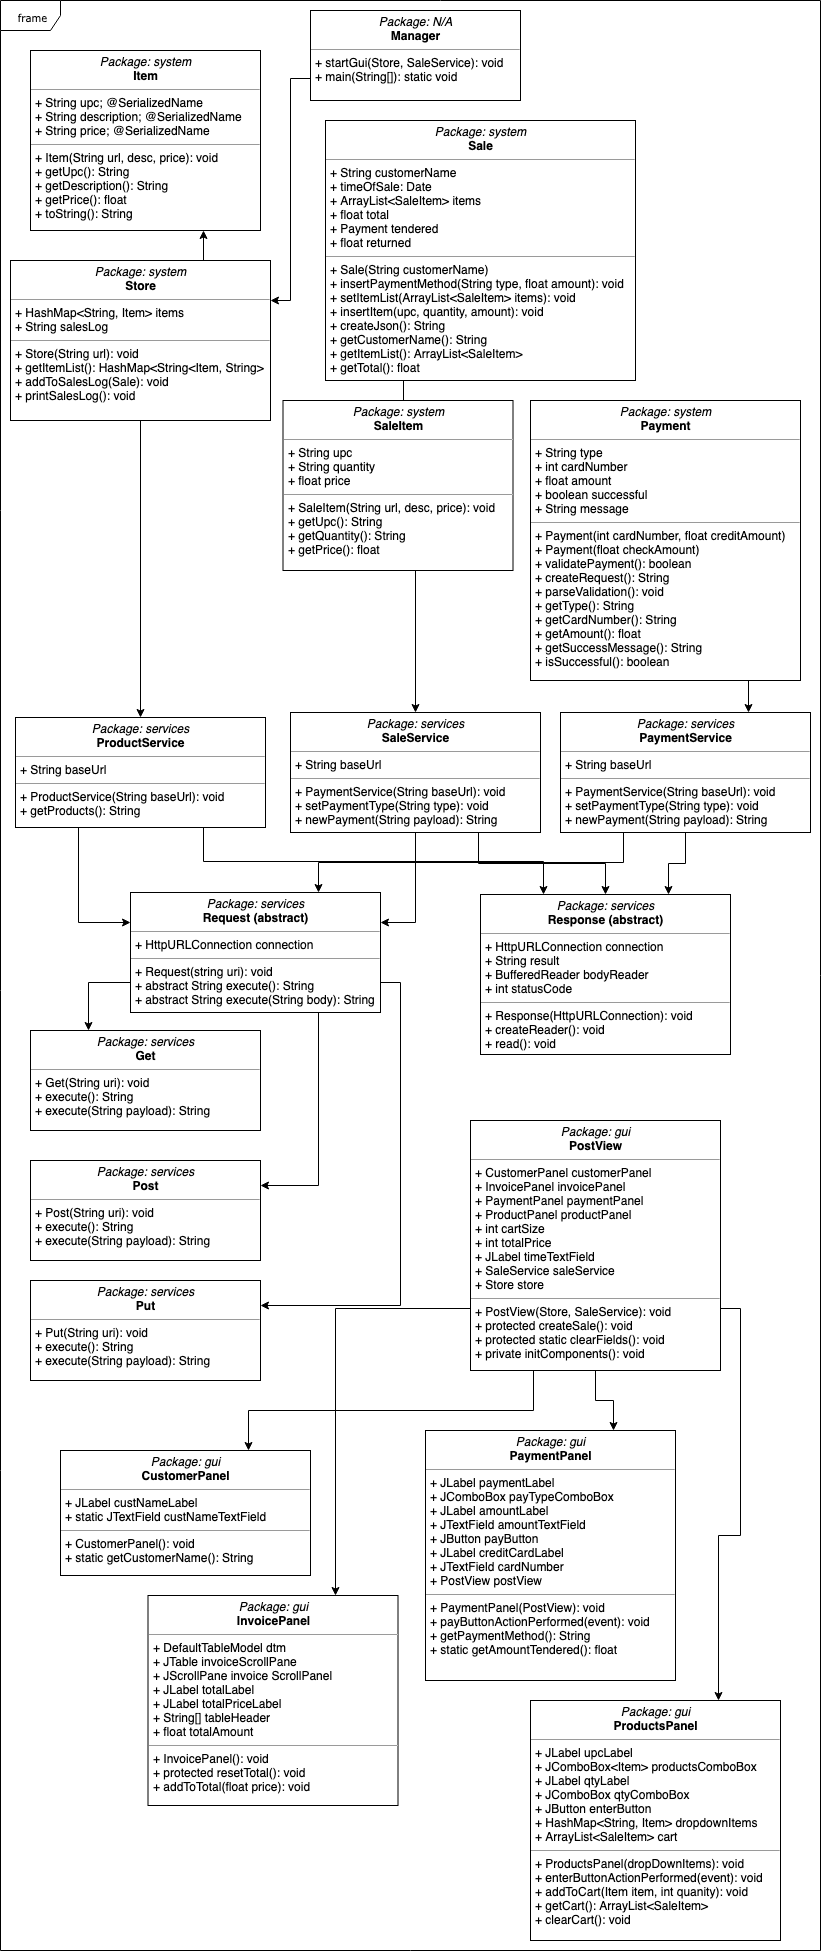 frame
Package: N/A
Manager
+ startGui(Store, SaleService): void
+ main(String[]): static void
Package: system
Item
+ String upc; @SerializedName
+ String description; @SerializedName
+ String price; @SerializedName
+ Item(String url, desc, price): void
+ getUpc(): String
+ getDescription(): String
+ getPrice(): float
+ toString(): String
Package: system
Sale
+ String customerName
+ timeOfSale: Date
+ ArrayList<SaleItem> items
+ float total
+ Payment tendered
+ float returned
+ Sale(String customerName)
+ insertPaymentMethod(String type, float amount): void
+ setItemList(ArrayList<SaleItem> items): void
+ insertItem(upc, quantity, amount): void
+ createJson(): String
+ getCustomerName(): String
+ getItemList(): ArrayList<SaleItem>
+ getTotal(): float
Package: system
Store
+ HashMap<String, Item> items
+ String salesLog
+ Store(String url): void
+ getItemList(): HashMap<String<Item, String>
+ addToSalesLog(Sale): void
+ printSalesLog(): void
Package: system
SaleItem
+ String upc
+ String quantity
+ float price
+ SaleItem(String url, desc, price): void
+ getUpc(): String
+ getQuantity(): String
+ getPrice(): float
Package: system
Payment
+ String type
+ int cardNumber
+ float amount
+ boolean successful
+ String message
+ Payment(int cardNumber, float creditAmount)
+ Payment(float checkAmount)
+ validatePayment(): boolean
+ createRequest(): String
+ parseValidation(): void
+ getType(): String
+ getCardNumber(): String
+ getAmount(): float
+ getSuccessMessage(): String
+ isSuccessful(): boolean
Package: services
ProductService
+ String baseUrl
+ ProductService(String baseUrl): void
+ getProducts(): String
Package: services
SaleService
+ String baseUrl
+ PaymentService(String baseUrl): void
+ setPaymentType(String type): void
+ newPayment(String payload): String
Package: services
PaymentService
+ String baseUrl
+ PaymentService(String baseUrl): void
+ setPaymentType(String type): void
+ newPayment(String payload): String
Package: services
Request (abstract)
+ HttpURLConnection connection
+ Request(string uri): void
+ abstract String execute(): String
+ abstract String execute(String body): String
Package: services
Response (abstract)
+ HttpURLConnection connection
+ String result
+ BufferedReader bodyReader
+ int statusCode
+ Response(HttpURLConnection): void
+ createReader(): void
+ read(): void
Package: services
Get
+ Get(String uri): void
+ execute(): String
+ execute(String payload): String
Package: services
Post
+ Post(String uri): void
+ execute(): String
+ execute(String payload): String
Package: services
Put
+ Put(String uri): void
+ execute(): String
+ execute(String payload): String
Package: gui
PostView
+ CustomerPanel customerPanel
+ InvoicePanel invoicePanel
+ PaymentPanel paymentPanel
+ ProductPanel productPanel
+ int cartSize
+ int totalPrice
+ JLabel timeTextField
+ SaleService saleService
+ Store store
+ PostView(Store, SaleService): void
+ protected createSale(): void
+ protected static clearFields(): void
+ private initComponents(): void
Package: gui
CustomerPanel
+ JLabel custNameLabel
+ static JTextField custNameTextField
+ CustomerPanel(): void
+ static getCustomerName(): String
Package: gui
PaymentPanel
+ JLabel paymentLabel
+ JComboBox payTypeComboBox
+ JLabel amountLabel
+ JTextField amountTextField
+ JButton payButton
+ JLabel creditCardLabel
+ JTextField cardNumber
+ PostView postView
+ PaymentPanel(PostView): void
+ payButtonActionPerformed(event): void
+ getPaymentMethod(): String
+ static getAmountTendered(): float
Package: gui
InvoicePanel
+ DefaultTableModel dtm
+ JTable invoiceScrollPane
+ JScrollPane invoice ScrollPanel
+ JLabel totalLabel
+ JLabel totalPriceLabel
+ String[] tableHeader
+ float totalAmount
+ InvoicePanel(): void
+ protected resetTotal(): void
+ addToTotal(float price): void
Package: gui
ProductsPanel
+ JLabel upcLabel
+ JComboBox<Item> productsComboBox
+ JLabel qtyLabel
+ JComboBox qtyComboBox
+ JButton enterButton
+ HashMap<String, Item> dropdownItems
+ ArrayList<SaleItem> cart
+ ProductsPanel(dropDownItems): void
+ enterButtonActionPerformed(event): void
+ addToCart(Item item, int quanity): void
+ getCart(): ArrayList<SaleItem>
+ clearCart(): void